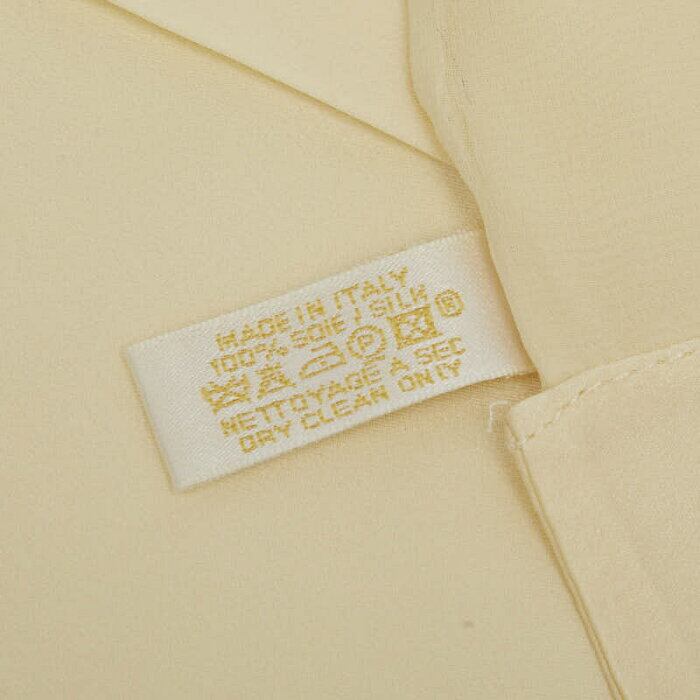 MADE IN ITALY
100% SOIE / SILK
P ®
NETTOYAGE A SEC
DRY CLEAN ONLY